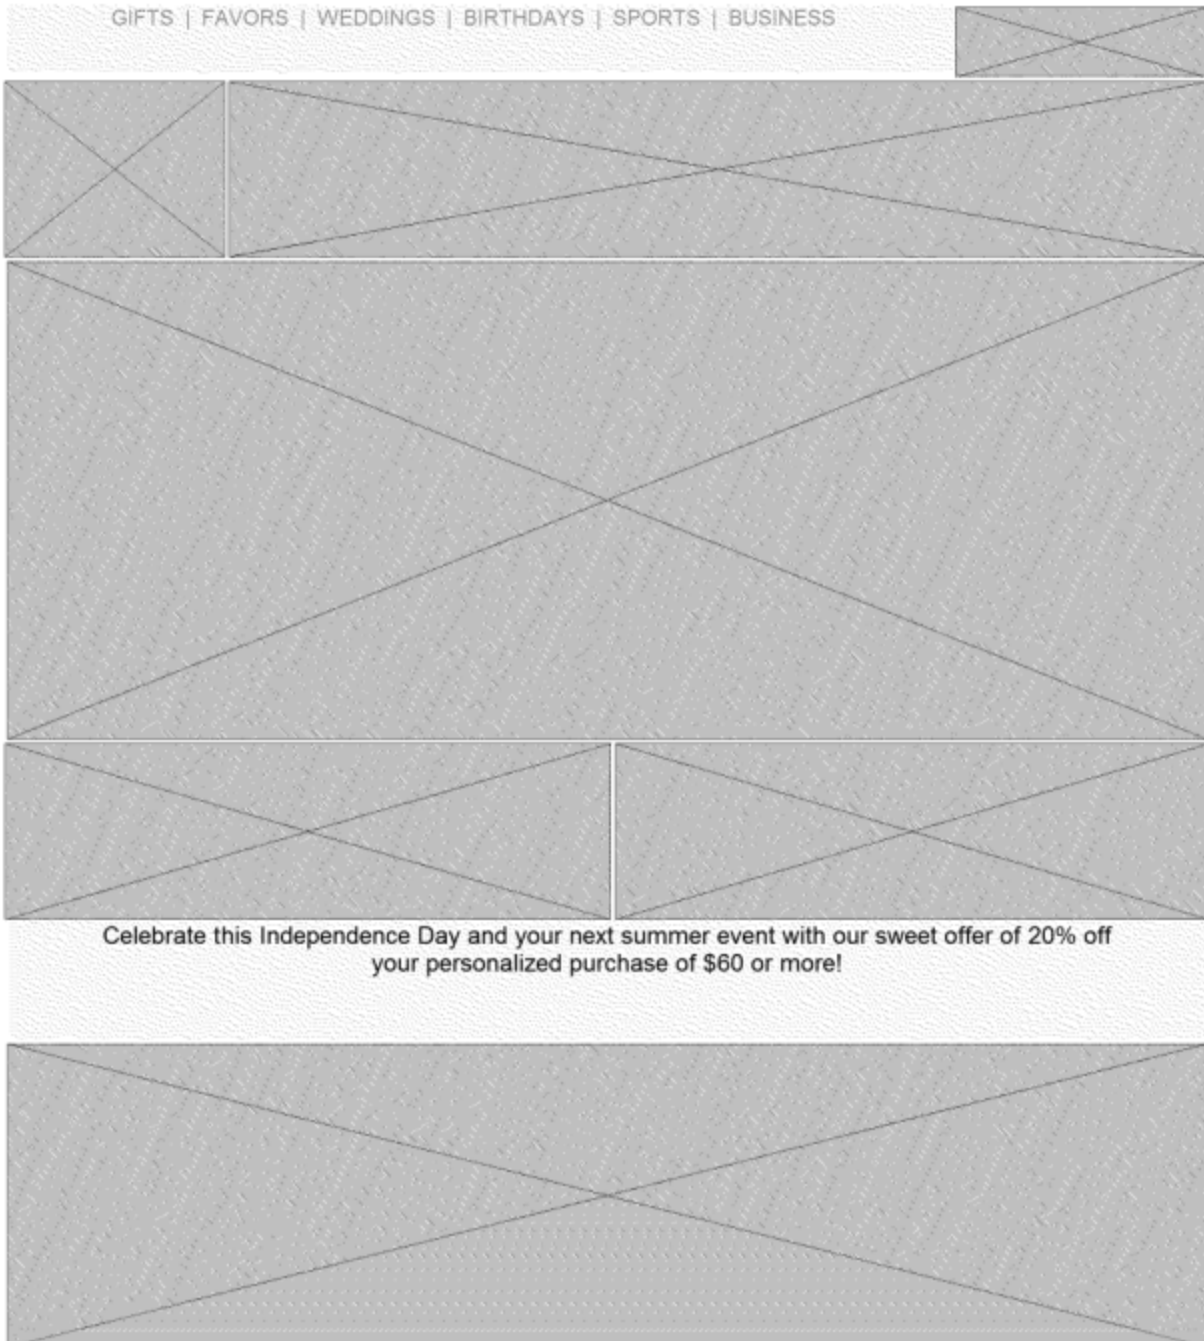 GIFTS | FAVORS | WEDDINGS | BIRTHDAYS | SPORTS | BUSINESS
Celebrate this Independence Day and your next summer event with our sweet offer of 20% off
your personalized purchase of $60 or more!